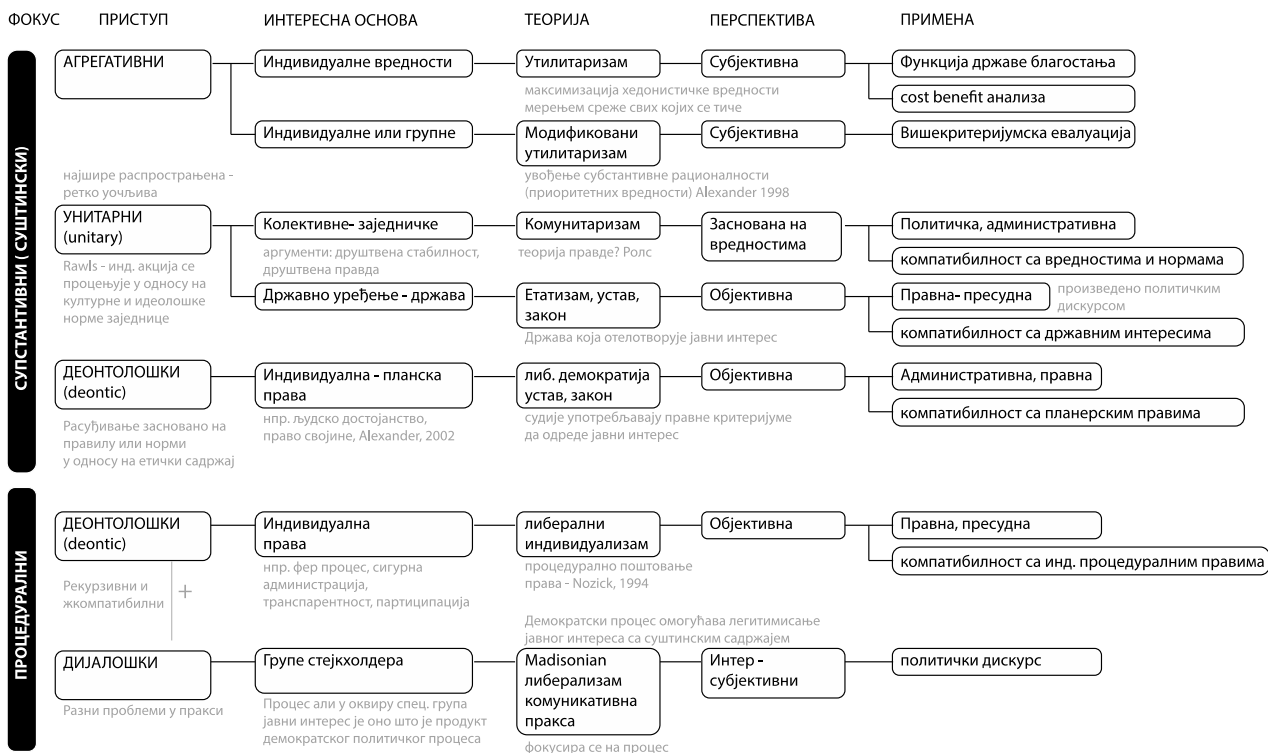 ФОКУС ПРИСТУП ИНТЕРЕСНА ОСНОВА ТЕОРИЈА ПЕРСПЕКТИВА ПРИМЕНА
СУПСТАНТИВНИ ( СУШТИНСКИ)
АГРЕГАТИВНИ
Индивидуалне вредности
Утилитаризам
Субјективна
Функција државе благостања
максимизација хедонистичке вредности
мерењем среже свих којих се тиче
cost benefit анализа
Индивидуалне или групне
Модификовани
утилитаризам
Субјективна
Вишекритеријумска евалуација
увођење субстантивне рационалности
(приоритетних вредности) Alexander 1998
најшире распрострањена -
ретко уочљива
УНИТАРНИ
(unitary)
Колективне– заједничке
Комунитаризам
Заснована на
вредностима
Политичка, административна
аргументи: друштвена стабилност,
друштвена правда
теорија правде? Ролс
компатибилност са вредностима и нормама
Rawls - инд. акција се
процењује у односу на
културне и идеолошке
норме заједнице
Државно уређење - држава
Етатизам, устав,
закон
Објективна
Правна- пресудна
произведено политичким
дискурсом
Држава која отелотворује јавни интерес
компатибилност са државним интересима
ДЕОНТОЛОШКИ
(deontic)
Индивидуална - планска
права
либ. демократија
устав, закон
Објективна
Административна, правна
нпр. људско достојанство,
право својине, Alexander, 2002
судије употребљавају правне критеријуме
да одреде јавни интерес
компатибилност са планерским правима
Расуђивање засновано на
правилу или норми
у односу на етички садржај
ПРОЦЕДУРАЛНИ
ДЕОНТОЛОШКИ
(deontic)
Индивидуална
права
либерални
индивидуализам
Објективна
Правна, пресудна
нпр. фер процес, сигурна
администрација,
транспарентност, партиципација
процедурално поштовање
права - Nozick, 1994
компатибилност са инд. процедуралним правима
Рекурзивни и
жкомпатибилни
+
Демократски процес омогућава легитимисање
јавног интереса са суштинским садржајем
ДИЈАЛОШКИ
Групе стејкхолдера
Madisonian
либерализам
комуникативна
пракса
Интер -
субјективни
политички дискурс
Разни проблеми у пракси
Процес али у оквиру спец. група
јавни интерес је оно што је продукт
демократског политичког процеса
фокусира се на процес